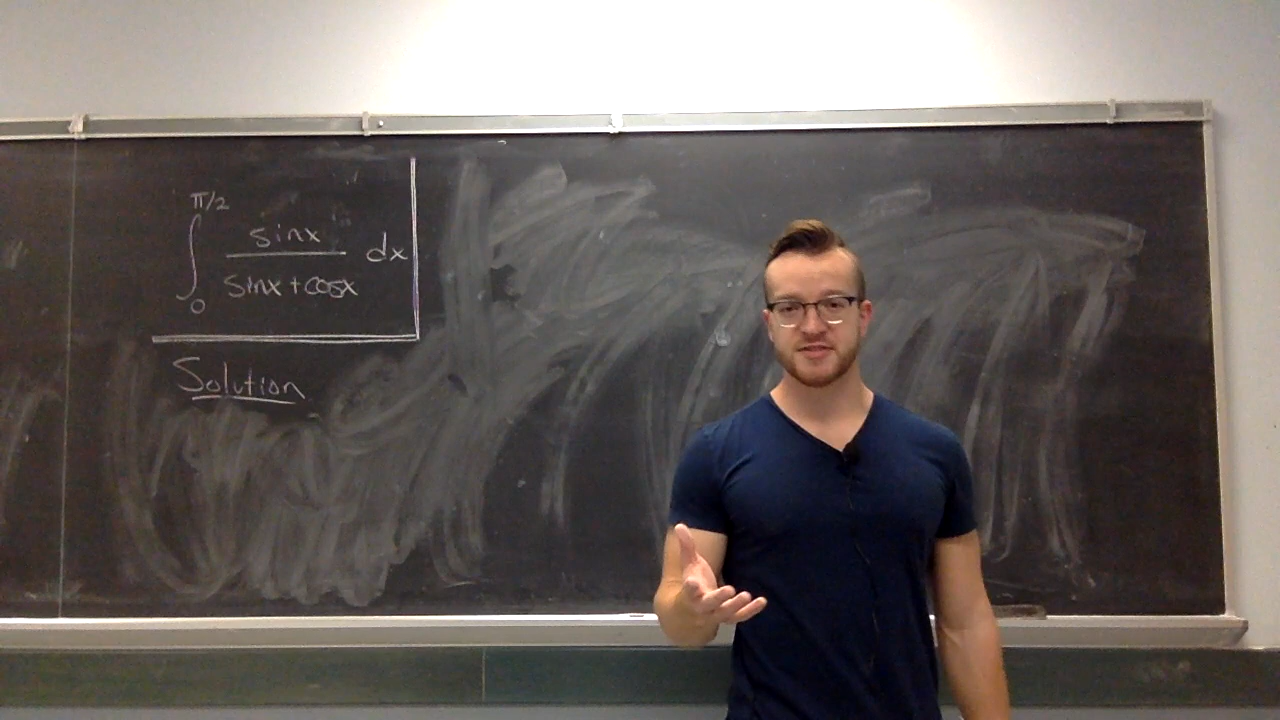 π/2
∫ sinx / sinx + cosx dx
0
Solution